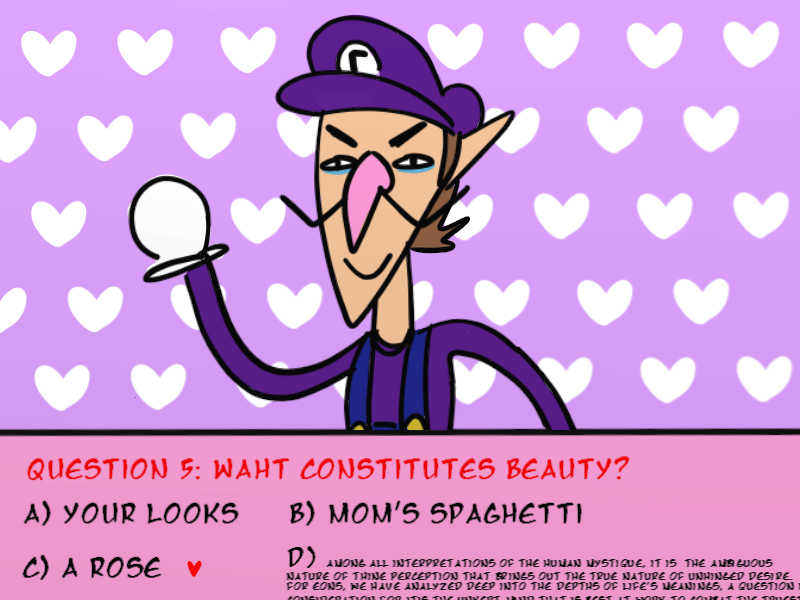 Γ
QUESTION 5: WAHT CONSTITUTES BEAUTY?
A) YOUR LOOKS
B) MOM'S SPAGHETTI
C) A ROSE ♥
D) AMONG ALL INTERPRETATIONS OF THE HUMAN MYSTIQUE, IT IS THE AMBIGUOUS
NATURE OF THINE PERCEPTION THAT BRINGS OUT THE TRUE NATURE OF UNHINGED DESIRE.
FOR EONS, WE HAVE ANALYZED DEEP INTO THE DEPTHS OF LIFE'S MEANINGS, A QUESTION